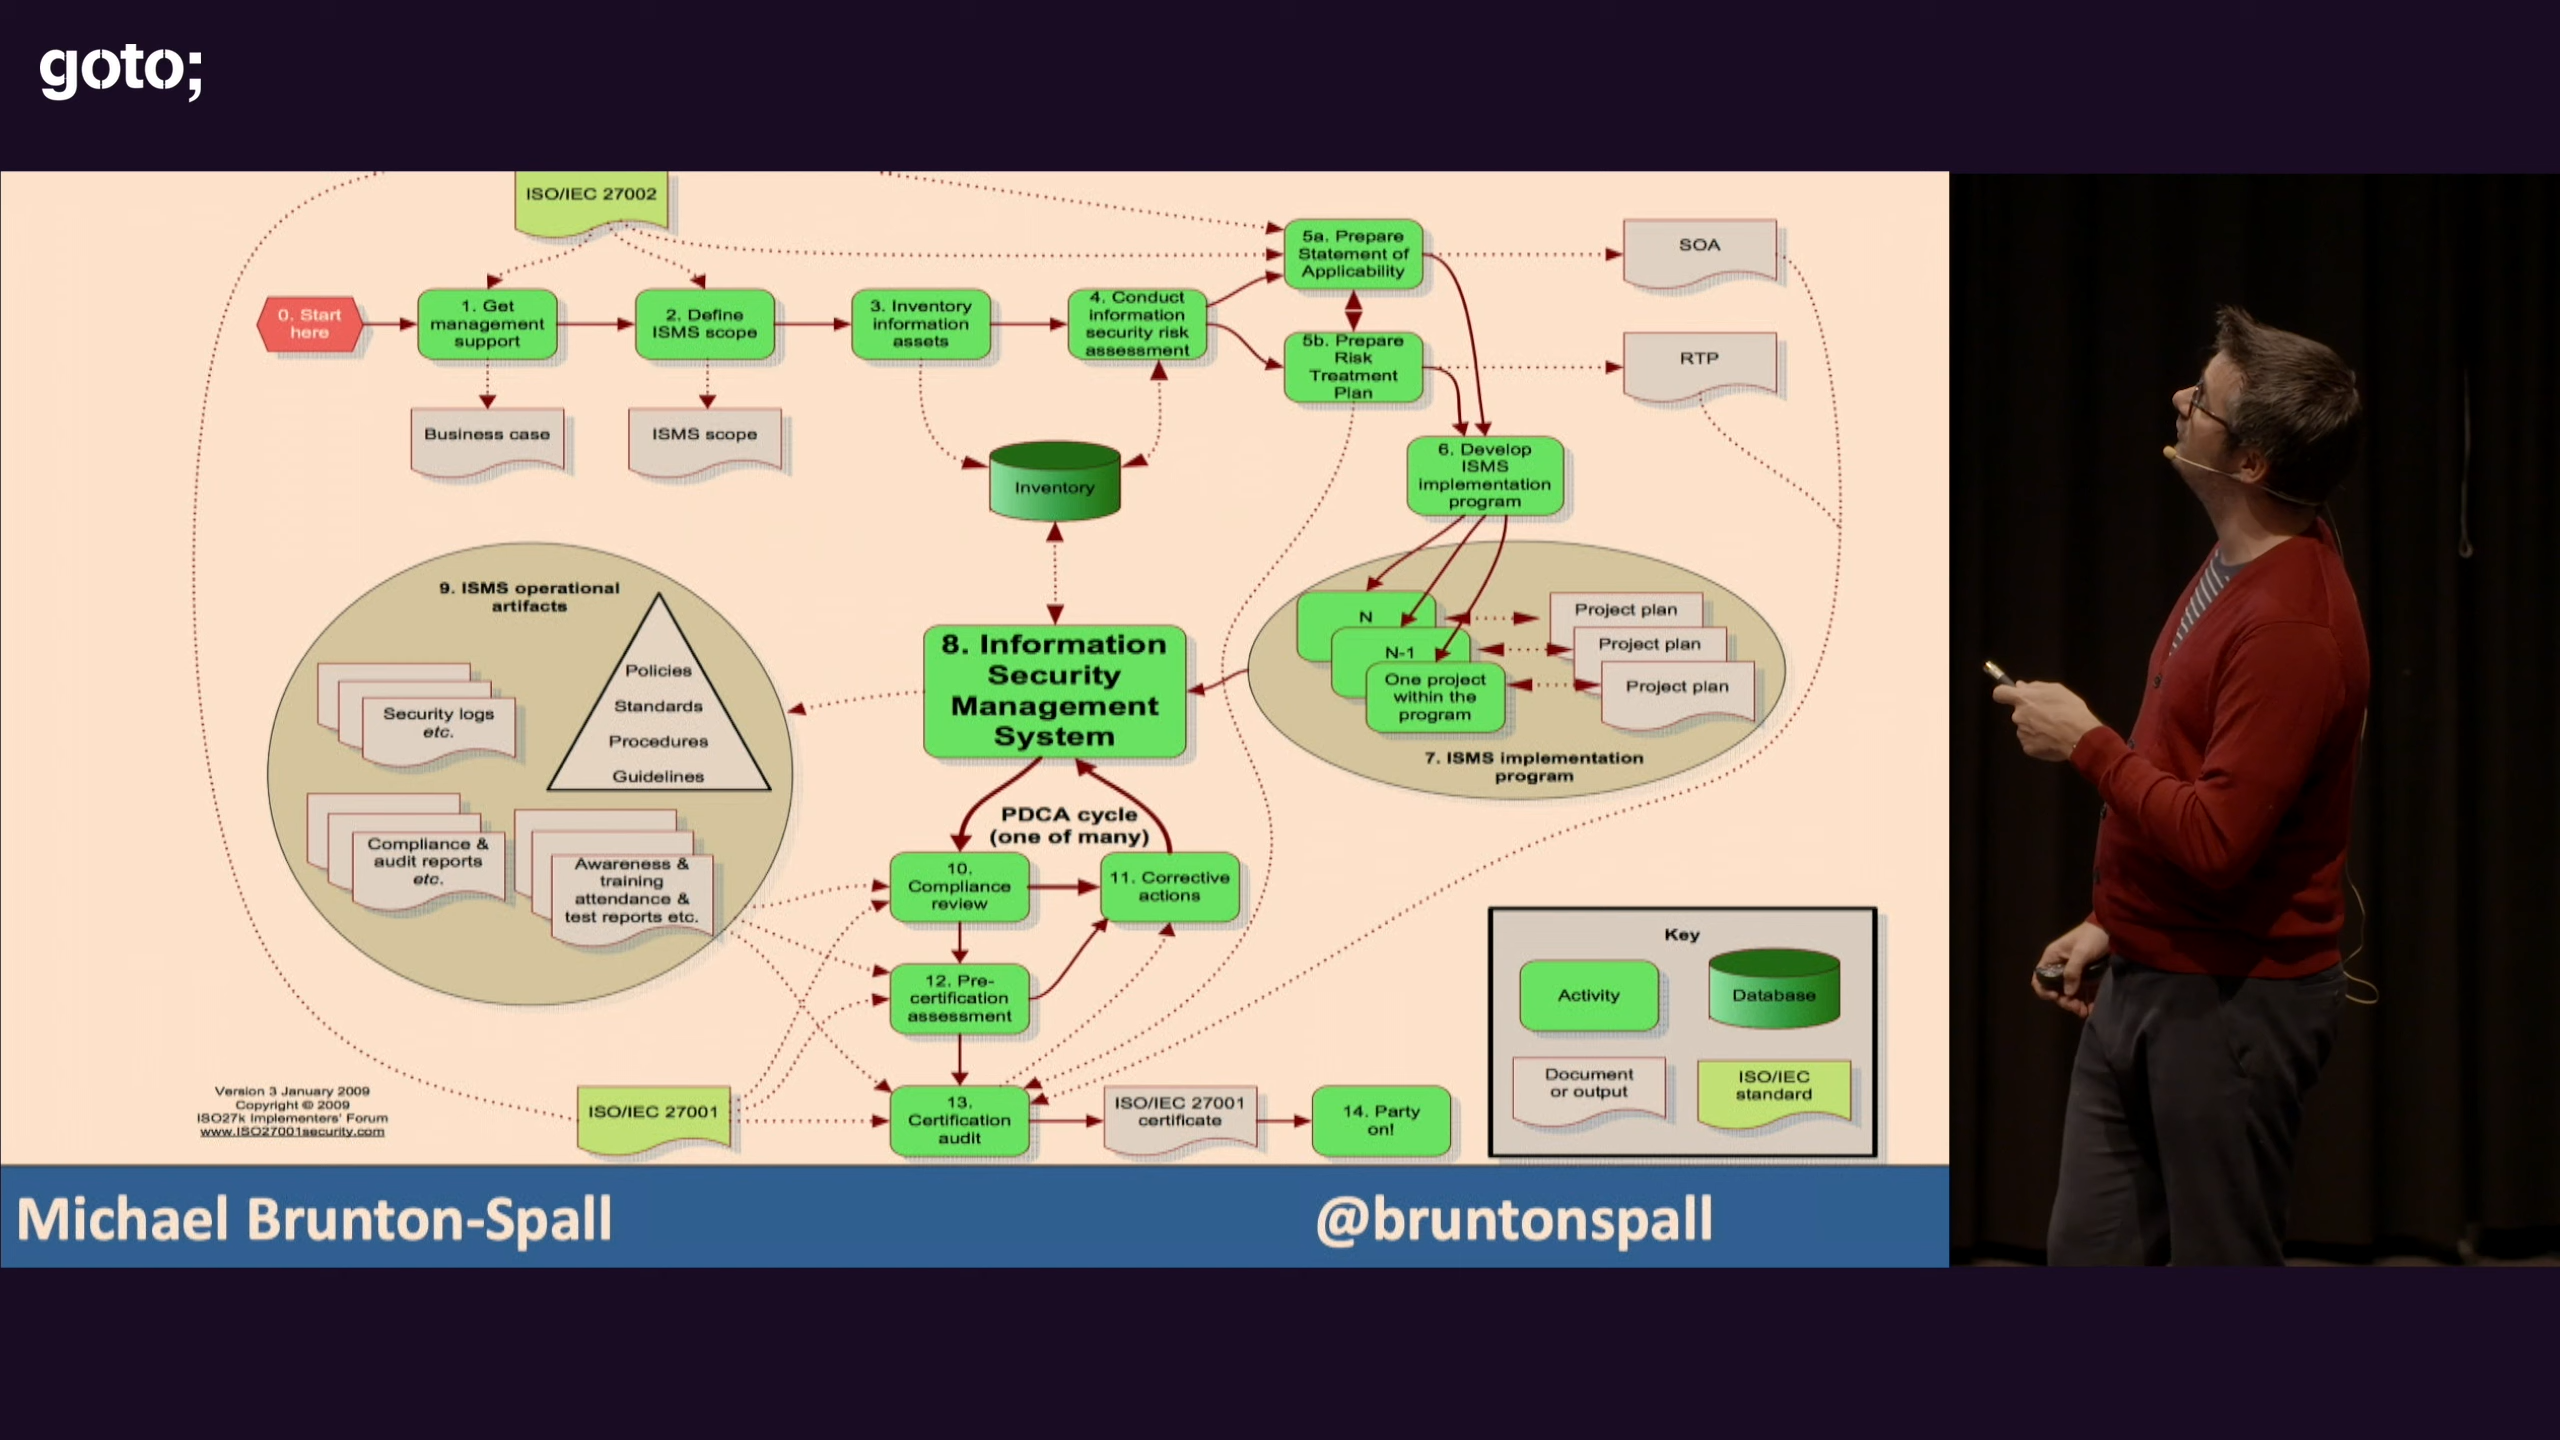 goto;
ISO/IEC 27002
5a. Prepare
Statement of
Applicability
SOA
0. Start
here
1. Get
management
support
2. Define
ISMS scope
3. Inventory
information
assets
4. Conduct
information
security risk
assessment
5b. Prepare
Risk
Treatment
Plan
RTP
Business case
ISMS scope
Inventory
6. Develop
ISMS
implementation
program
9. ISMS operational
artifacts
Policies
Standards
Procedures
Guidelines
Security logs
etc.
Compliance &
audit reports
etc.
Awareness &
training
attendance &
test reports etc.
8. Information
Security
Management
System
N
N-1
One project
within the
program
Project plan
Project plan
Project plan
7. ISMS implementation
program
PDCA cycle
(one of many)
10.
Compliance
review
11. Corrective
actions
12. Pre-
certification
assessment
Key
Activity
Database
Document
or output
ISO/IEC
standard
Version 3 January 2009
Copyright © 2009
ISO27k Implementers' Forum
www.ISO27001security.com
ISO/IEC 27001
13.
Certification
audit
ISO/IEC 27001
certificate
14. Party
on!
Michael Brunton-Spall
@bruntonspall